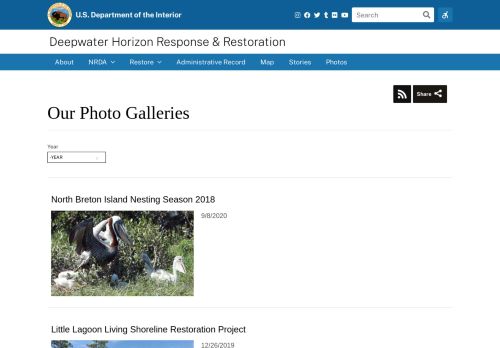 U.S. Department of the Interior
Search
Deepwater Horizon Response & Restoration
About NRDA Restore Administrative Record Map Stories Photos
Share
Our Photo Galleries
Year
-YEAR
North Breton Island Nesting Season 2018
9/8/2020
Little Lagoon Living Shoreline Restoration Project
12/26/2019